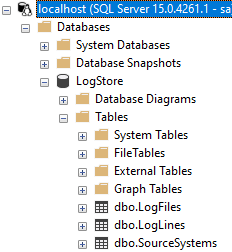 localhost (SQL Server 15.0.4261.1 - sa
Databases
System Databases
Database Snapshots
LogStore
Database Diagrams
Tables
System Tables
FileTables
External Tables
Graph Tables
dbo.LogFiles
dbo.LogLines
dbo.SourceSystems